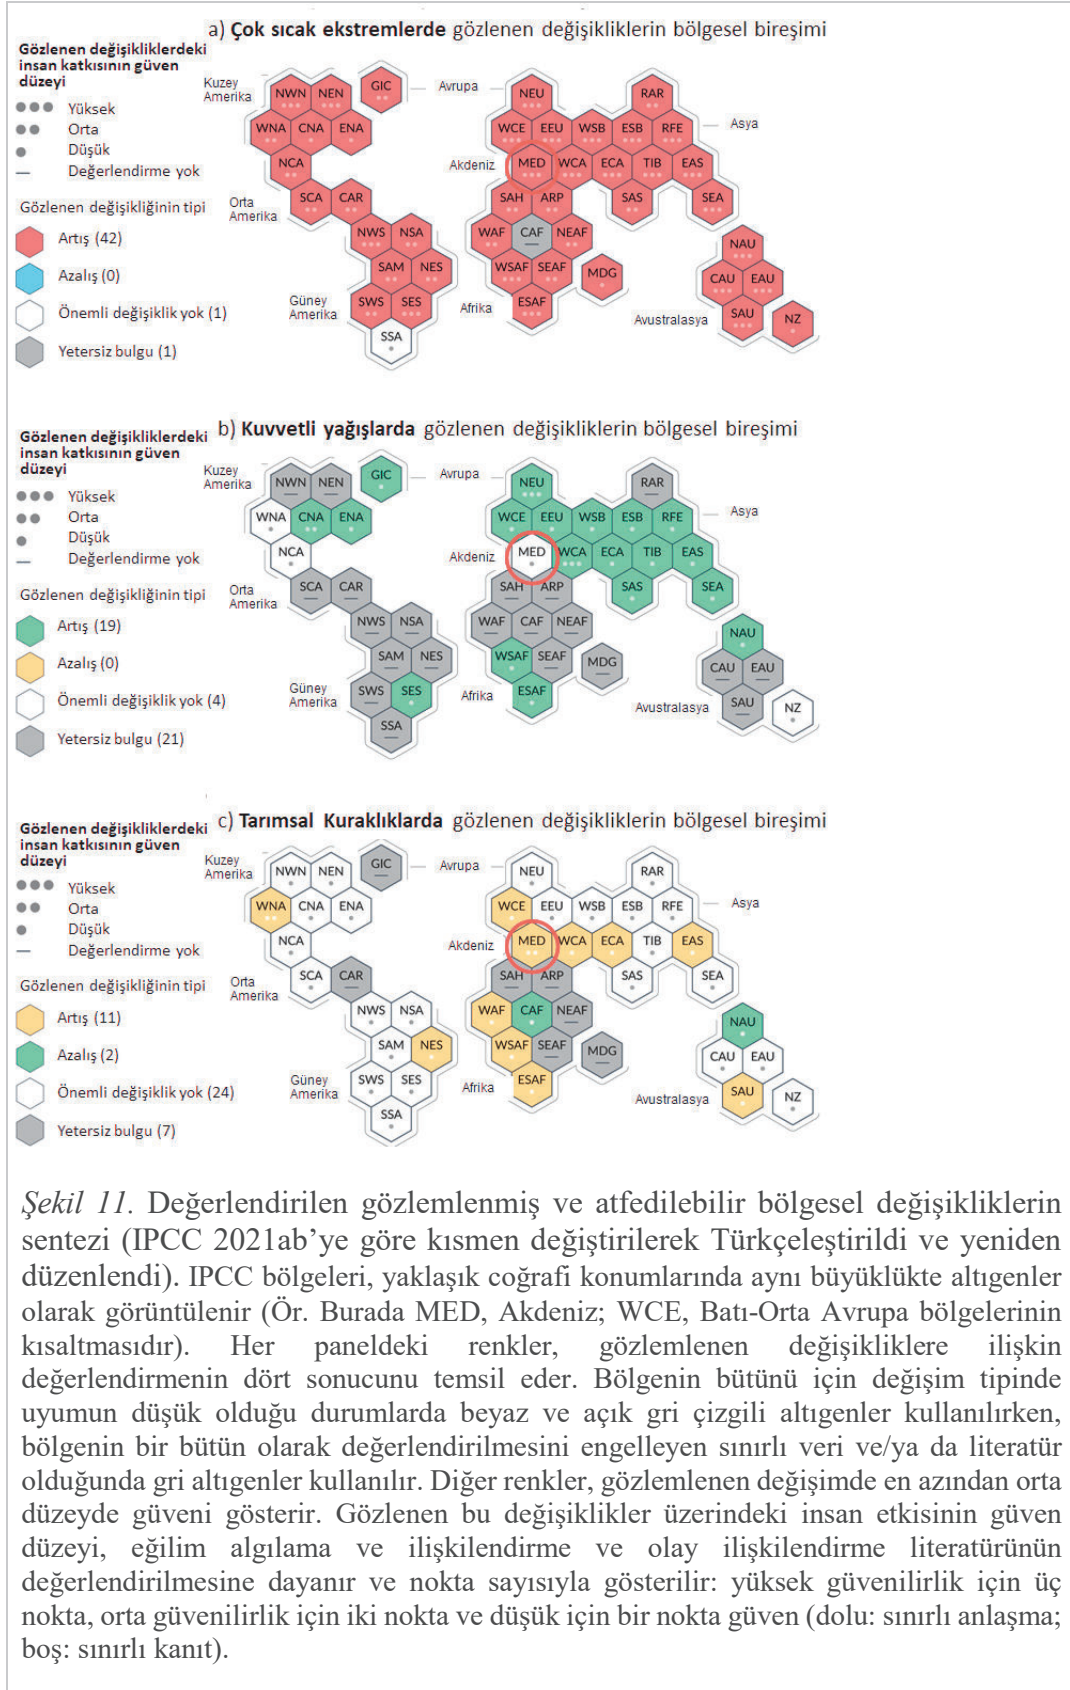 a) Çok sıcak ekstremlerde gözlenen değişikliklerin bölgesel bireşimi
Gözlenen değişikliklerdeki
insan katkısının güven
düzeyi
Yüksek
Orta
Düşük
Değerlendirme yok
Gözlenen değişikliğinin tipi
Artış (42)
Azalış (0)
Önemli değişiklik yok (1)
Yetersiz bulgu (1)
Kuzey
Amerika
NWN NEN GIC
WNA CNA ENA
NCA
Orta
Amerika
SCA CAR
NWS NSA
SAM NES
Güney
Amerika
SWS SES
SSA
Avrupa
NEU RAR
WCE EEU WSB ESB RFE
Asya
Akdeniz
MED WCA ECA TIB EAS
SAH ARP SAS SEA
WAF CAF NEAF
WSAF SEAF MDG
Afrika
ESAF
NAU
CAU EAU
Avustralasya
SAU NZ
b) Kuvvetli yağışlarda gözlenen değişikliklerin bölgesel bireşimi
Gözlenen değişikliklerdeki
insan katkısının güven
düzeyi
Yüksek
Orta
Düşük
Değerlendirme yok
Gözlenen değişikliğinin tipi
Artış (19)
Azalış (0)
Önemli değişiklik yok (4)
Yetersiz bulgu (21)
Kuzey
Amerika
NWN NEN GIC
WNA CNA ENA
NCA
Orta
Amerika
SCA CAR
NWS NSA
SAM NES
Güney
Amerika
SWS SES
SSA
Avrupa
NEU RAR
WCE EEU WSB ESB RFE
Asya
Akdeniz
MED WCA ECA TIB EAS
SAH ARP SAS SEA
WAF CAF NEAF
WSAF SEAF MDG
Afrika
ESAF
NAU
CAU EAU
Avustralasya
SAU NZ
c) Tarımsal Kuraklıklarda gözlenen değişikliklerin bölgesel bireşimi
Gözlenen değişikliklerdeki
insan katkısının güven
düzeyi
Yüksek
Orta
Düşük
Değerlendirme yok
Gözlenen değişikliğinin tipi
Artış (11)
Azalış (2)
Önemli değişiklik yok (24)
Yetersiz bulgu (7)
Kuzey
Amerika
NWN NEN GIC
WNA CNA ENA
NCA
Orta
Amerika
SCA CAR
NWS NSA
SAM NES
Güney
Amerika
SWS SES
SSA
Avrupa
NEU RAR
WCE EEU WSB ESB RFE
Asya
Akdeniz
MED WCA ECA TIB EAS
SAH ARP SAS SEA
WAF CAF NEAF
WSAF SEAF MDG
Afrika
ESAF
NAU
CAU EAU
Avustralasya
SAU NZ
Şekil 11. Değerlendirilen gözlemlenmiş ve atfedilebilir bölgesel değişikliklerin
sentezi (IPCC 2021ab’ye göre kısmen değiştirilerek Türkçeleştirildi ve yeniden
düzenlendi). IPCC bölgeleri, yaklaşık coğrafi konumlarında aynı büyüklükte altıgenler
olarak görüntülenir (Ör. Burada MED, Akdeniz; WCE, Batı-Orta Avrupa bölgelerinin
kısaltmasıdır). Her paneldeki renkler, gözlemlenen değişikliklere ilişkin
değerlendirmenin dört sonucunu temsil eder. Bölgenin bütünü için değişim tipinde
uyumun düşük olduğu durumlarda beyaz ve açık gri çizgili altıgenler kullanılırken,
bölgenin bir bütün olarak değerlendirilmesini engelleyen sınırlı veri ve/ya da literatür
olduğunda gri altıgenler kullanılır. Diğer renkler, gözlemlenen değişimde en azından orta
düzeyde güveni gösterir. Gözlenen bu değişiklikler üzerindeki insan etkisinin güven
düzeyi, eğilim algılama ve ilişkilendirme ve olay ilişkilendirme literatürünün
değerlendirilmesine dayanır ve nokta sayısıyla gösterilir: yüksek güvenilirlik için üç
nokta, orta güvenilirlik için iki nokta ve düşük için bir nokta güven (dolu: sınırlı anlaşma;
boş: sınırlı kanıt).